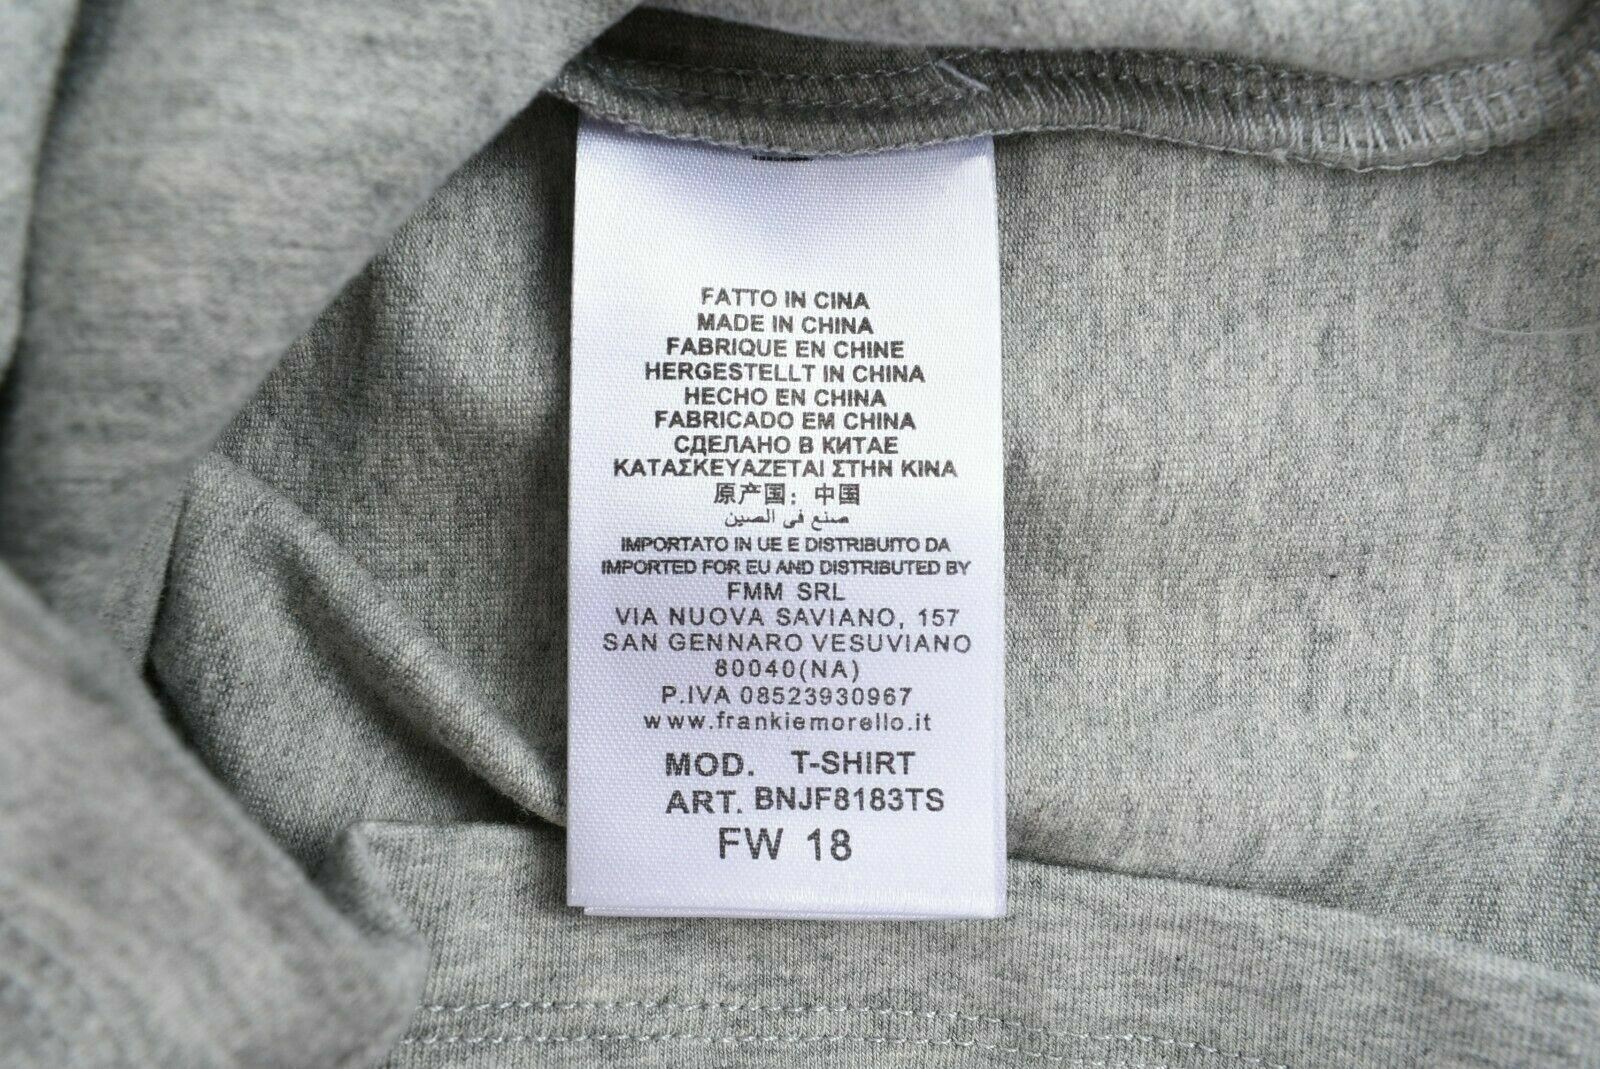 FATTO IN CINA
MADE IN CHINA
FABRIQUE EN CHINE
HERGESTELLT IN CHINA
HECHO EN CHINA
FABRICADO EM CHINA
СДЕЛАНО В КИТАЕ
ΚΑΤΑΣΚΕΥΑΖΕΤΑΙ ΣΤΗΝ ΚΙΝΑ
原产国：中国
صنع في الصين
IMPORTATO IN UE E DISTRIBUITO DA
IMPORTED FOR EU AND DISTRIBUTED BY
FMM SRL
VIA NUOVA SAVIANO, 157
SAN GENNARO VESUVIANO
80040(NA)
P.IVA 08523930967
www.frankiemorello.it
MOD. T-SHIRT
ART. BNJF8183TS
FW 18